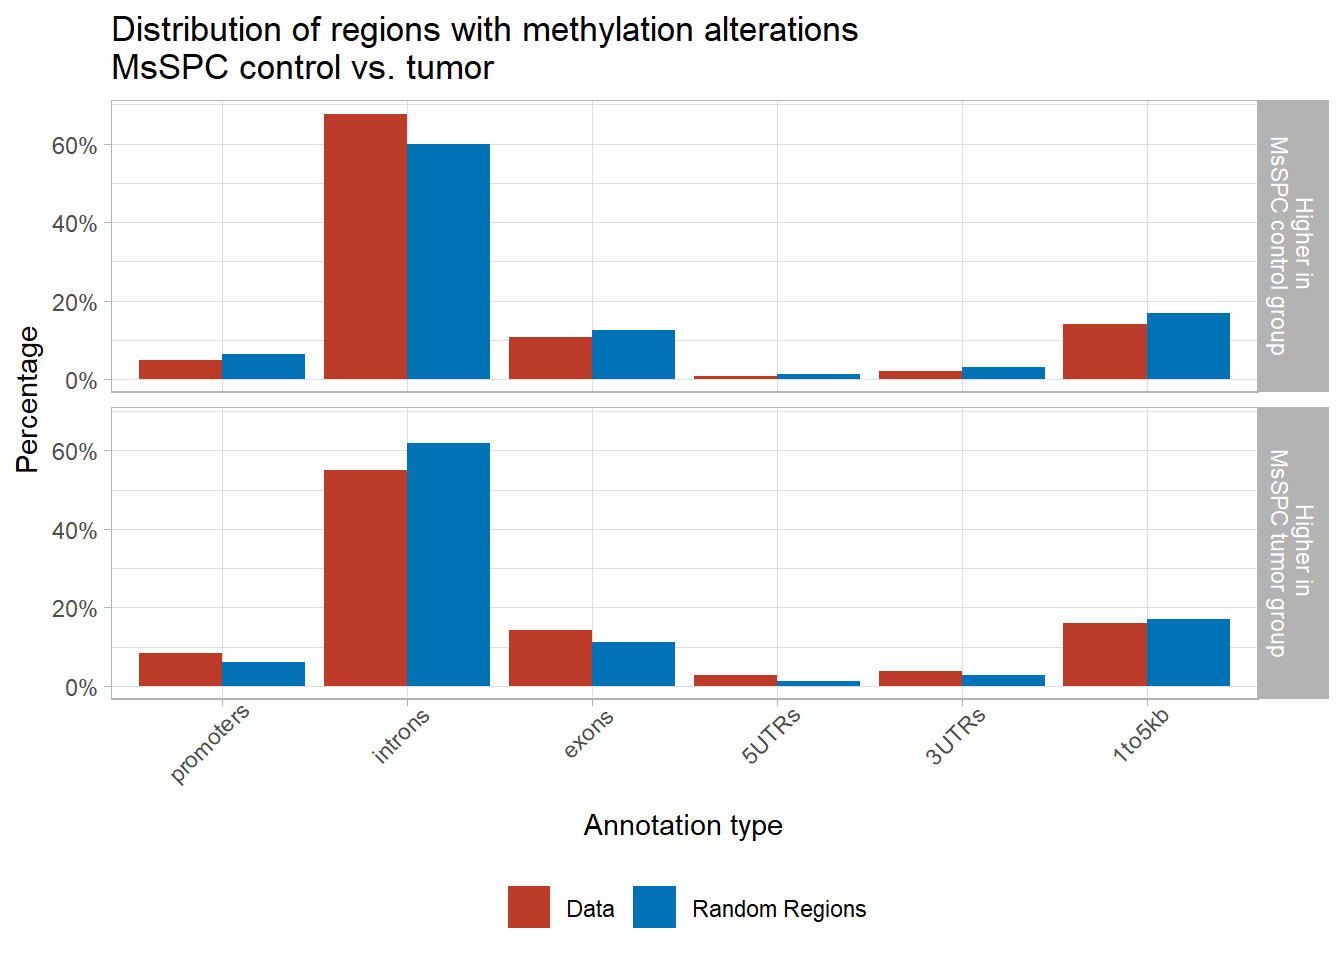 Distribution of regions with methylation alterations
MsSPC control vs. tumor
Percentage
60%
40%
20%
0%
Higher in
MsSPC control group
60%
40%
20%
0%
Higher in
MsSPC tumor group
promoters
introns
exons
5UTRs
3UTRs
1to5kb
Annotation type
Data
Random Regions